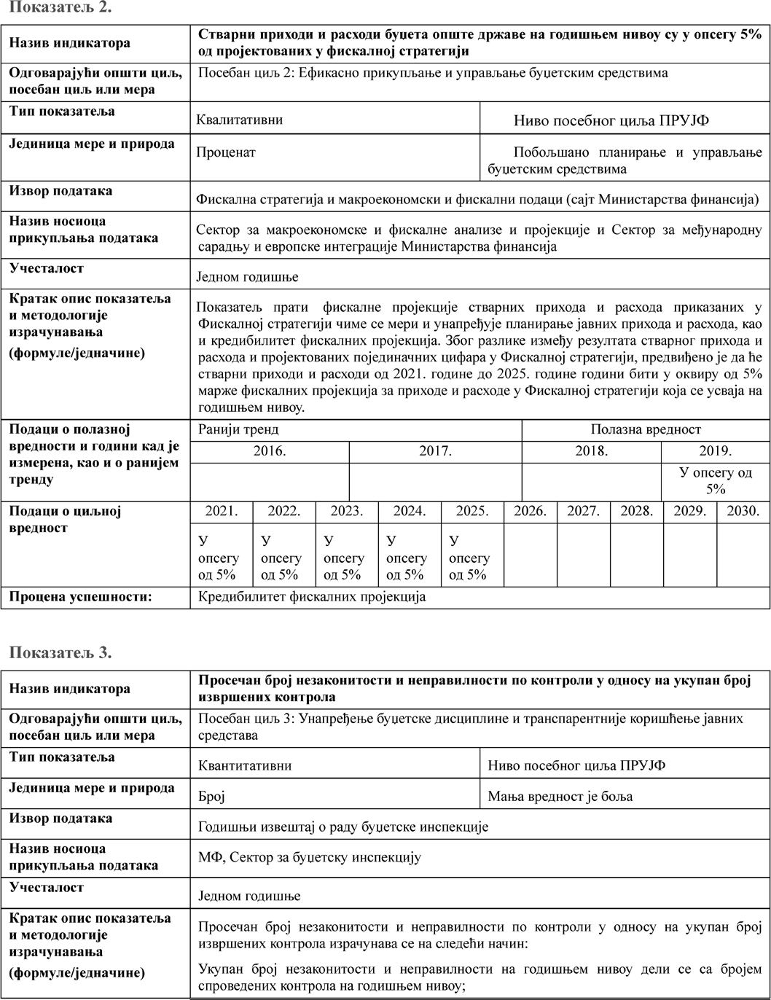 Показатељ 2.
Назив индикатора
Стварни приходи и расходи буџета опште државе на годишњем нивоу су у опсегу 5%
од пројектованих у фискалној стратегији
Одговарајући општи циљ,
посебан циљ или мера
Посебан циљ 2: Ефикасно прикупљање и управљање буџетским средствима
Тип показатеља
Квалитативни
Ниво посебног циља ПРУЈФ
Јединица мере и природа
Проценат
Побољшано планирање и управљање
буџетским средствима
Извор података
Фискална стратегија и макроекономски и фискални подаци (сајт Министарства финансија)
Назив носиоца
прикупљања података
Сектор за макроекономске и фискалне анализе и пројекције и Сектор за међународну
сарадњу и европске интеграције Министарства финансија
Учесталост
Једном годишње
Кратак опис показатеља
и методологије
израчунавања
(формуле/једначине)
Показатељ прати фискалне пројекције стварних прихода и расхода приказаних у
Фискалној стратегији чиме се мери и унапређује планирање јавних прихода и расхода, као
и кредибилитет фискалних пројекција. Због разлике између резултата стварног прихода и
расхода и пројектованих појединачних цифара у Фискалној стратегији, предвиђено је да ће
стварни приходи и расходи од 2021. године до 2025. године години бити у оквиру од 5%
марже фискалних пројекција за приходе и расходе у Фискалној стратегији која се усваја на
годишњем нивоу.
Подаци о полазној
вредности и години кад је
измерена, као и о ранијем
тренду
Ранији тренд
Полазна вредност
2016.
2017.
2018.
2019.
У опсегу од
5%
Подаци о циљној
вредност
2021.
2022.
2023.
2024.
2025.
2026.
2027.
2028.
2029.
2030.
У
опсегу
од 5%
У
опсегу
од 5%
У
опсегу
од 5%
У
опсегу
од 5%
У
опсегу
од 5%
Процена успешности:
Кредибилитет фискалних пројекција
Показатељ 3.
Назив индикатора
Просечан број незаконитости и неправилности по контроли у односу на укупан број
извршених контрола
Одговарајући општи циљ,
посебан циљ или мера
Посебан циљ 3: Унапређење буџетске дисциплине и транспарентније коришћење јавних
средстава
Тип показатеља
Квантитативни
Ниво посебног циља ПРУЈФ
Јединица мере и природа
Број
Мања вредност је боља
Извор података
Годишњи извештај о раду буџетске инспекције
Назив носиоца
прикупљања података
МФ, Сектор за буџетску инспекцију
Учесталост
Једном годишње
Кратак опис показатеља
и методологије
израчунавања
(формуле/једначине)
Просечан број незаконитости и неправилности по контроли у односу на укупан број
извршених контрола израчунава се на следећи начин:
Укупан број незаконитости и неправилности на годишњем нивоу дели се са бројем
спроведених контрола на годишњем нивоу;